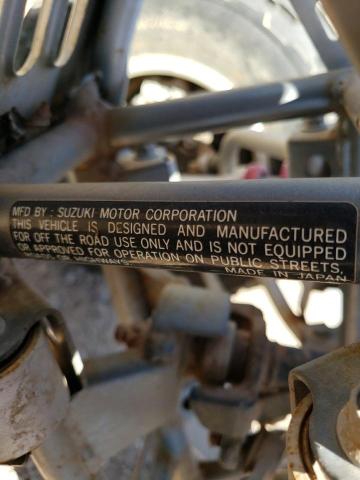 MFD BY : SUZUKI MOTOR CORPORATION
THIS VEHICLE IS DESIGNED AND MANUFACTURED
FOR OFF THE ROAD USE ONLY AND IS NOT EQUIPPED
OR APPROVED FOR OPERATION ON PUBLIC STREETS,
HIGHWAYS
MADE IN JAPAN